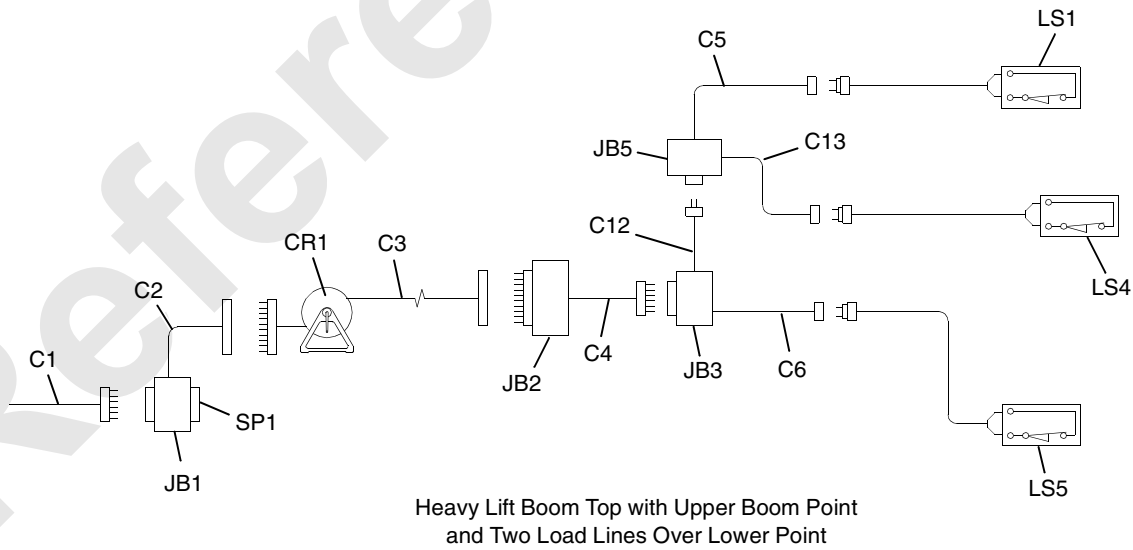 LS1
C5
JB5
C13
C12
CR1
C3
LS4
C2
C4
JB3
C6
JB2
C1
SP1
JB1
LS5
Heavy Lift Boom Top with Upper Boom Point
and Two Load Lines Over Lower Point
Refere